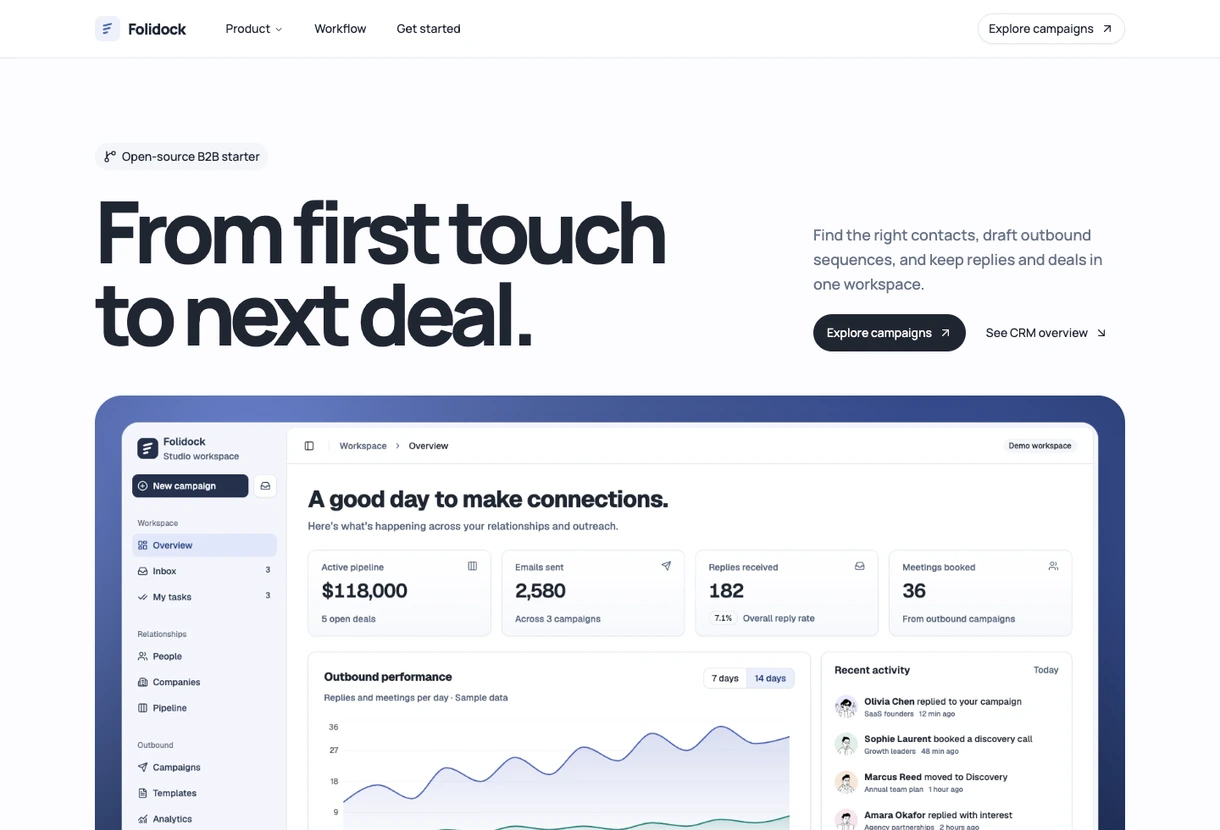 Folidock
Product
Workflow
Get started
Explore campaigns
Open-source B2B starter
From first touch
to next deal.
Find the right contacts, draft outbound
sequences, and keep replies and deals in
one workspace.
Explore campaigns
See CRM overview
Folidock
Studio workspace
New campaign
Workspace
Overview
Inbox 3
My tasks 3
Relationships
People
Companies
Pipeline
Outbound
Campaigns
Templates
Analytics
Workspace > Overview
Demo workspace
A good day to make connections.
Here's what's happening across your relationships and outreach.
Active pipeline
$118,000
5 open deals
Emails sent
2,580
Across 3 campaigns
Replies received
182
7.1% Overall reply rate
Meetings booked
36
From outbound campaigns
Outbound performance
Replies and meetings per day · Sample data
7 days
14 days
36
27
18
9
Recent activity
Today
Olivia Chen replied to your campaign
SaaS founders 12 min ago
Sophie Laurent booked a discovery call
Growth leaders 48 min ago
Marcus Reed moved to Discovery
Annual team plan 1 hour ago
Amara Okafor replied with interest
Agency partnerships 2 hours ago